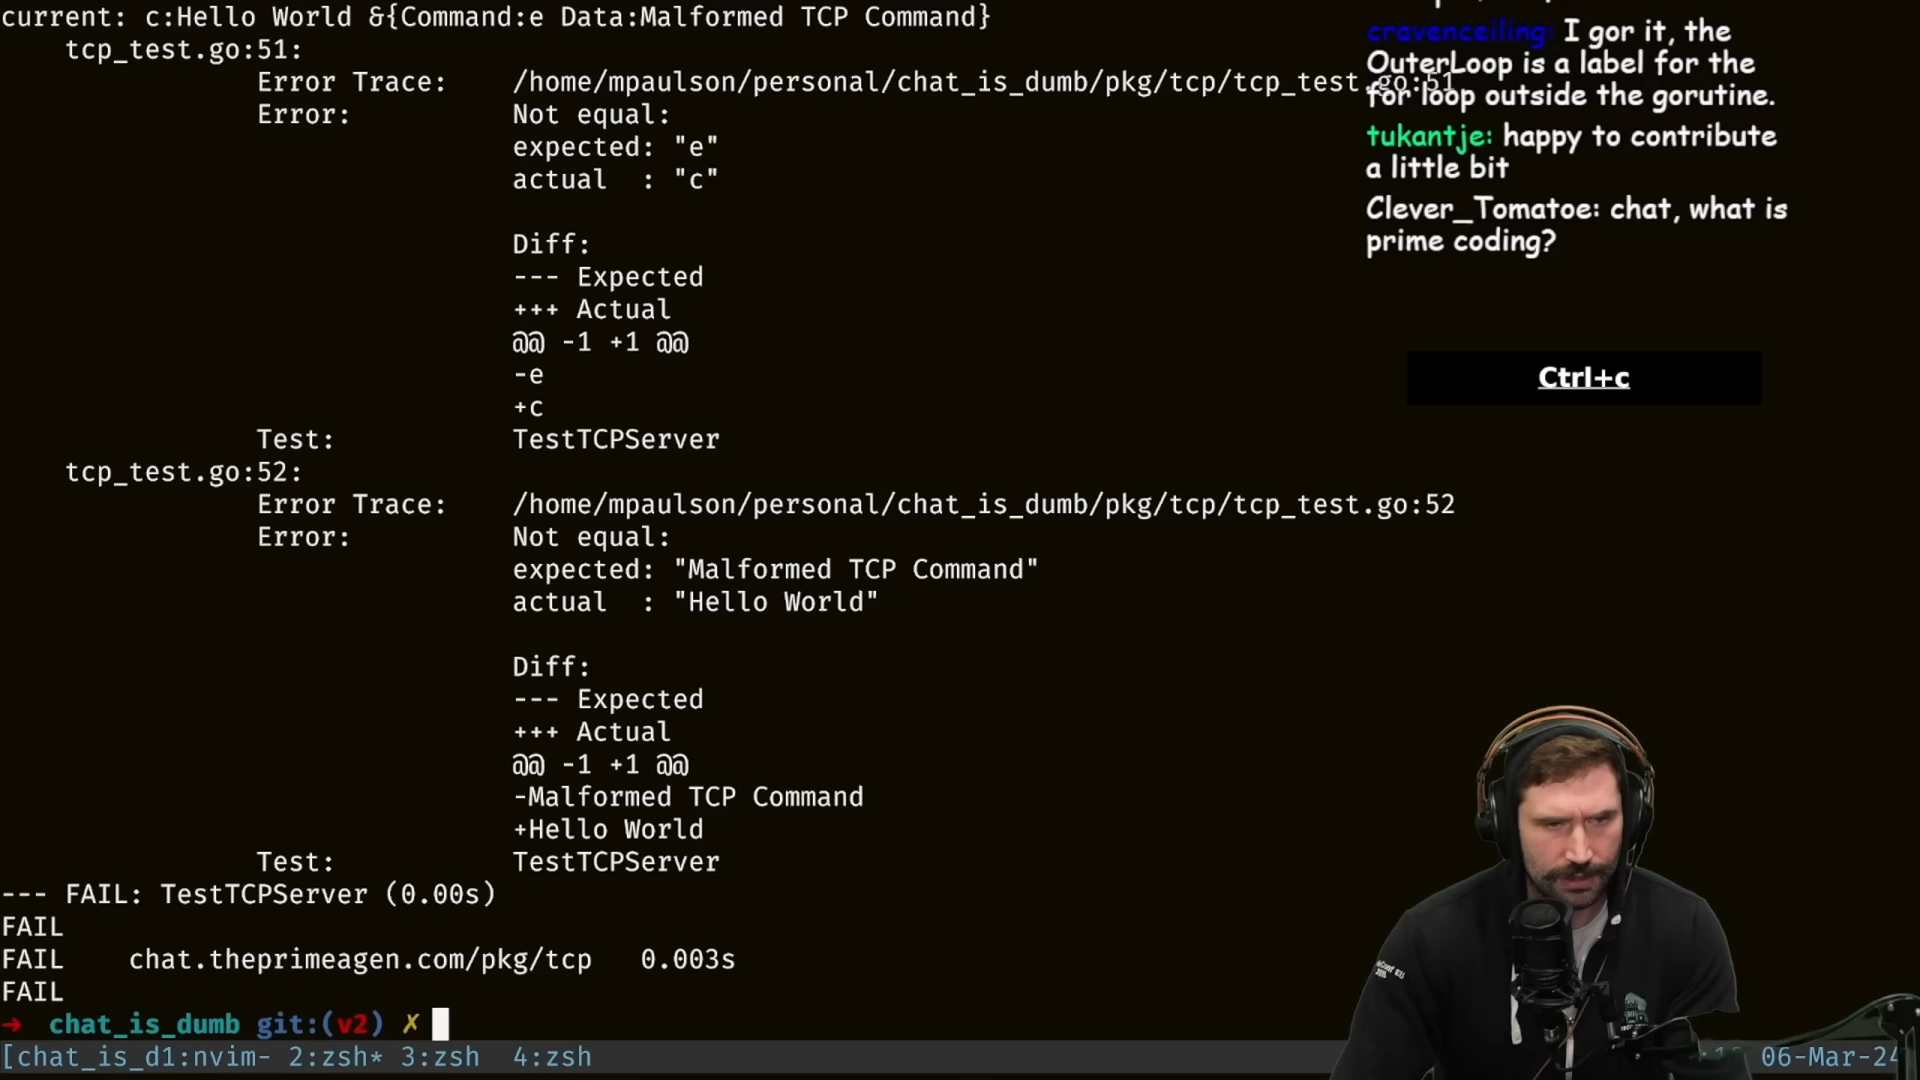 current: c:Hello World &{Command:e Data:Malformed TCP Command}
tcp_test.go:51:
Error Trace: /home/mpaulson/personal/chat_is_dumb/pkg/tcp/tcp_test.go:51
Error: Not equal:
expected: "e"
actual  : "c"
Diff:
--- Expected
+++ Actual
@@ -1 +1 @@
-e
+c
Test: TestTCPServer
tcp_test.go:52:
Error Trace: /home/mpaulson/personal/chat_is_dumb/pkg/tcp/tcp_test.go:52
Error: Not equal:
expected: "Malformed TCP Command"
actual  : "Hello World"
Diff:
--- Expected
+++ Actual
@@ -1 +1 @@
-Malformed TCP Command
+Hello World
Test: TestTCPServer
--- FAIL: TestTCPServer (0.00s)
FAIL
FAIL chat.theprimeagen.com/pkg/tcp 0.003s
FAIL
→ chat_is_dumb git:(v2) ✗
[chat_is_d1:nvim- 2:zsh* 3:zsh 4:zsh
06-Mar-24
cravenceiling: I gor it, the
OuterLoop is a label for the
for loop outside the gorutine.
tukantje: happy to contribute
a little bit
Clever_Tomatoe: chat, what is
prime coding?
Ctrl+c